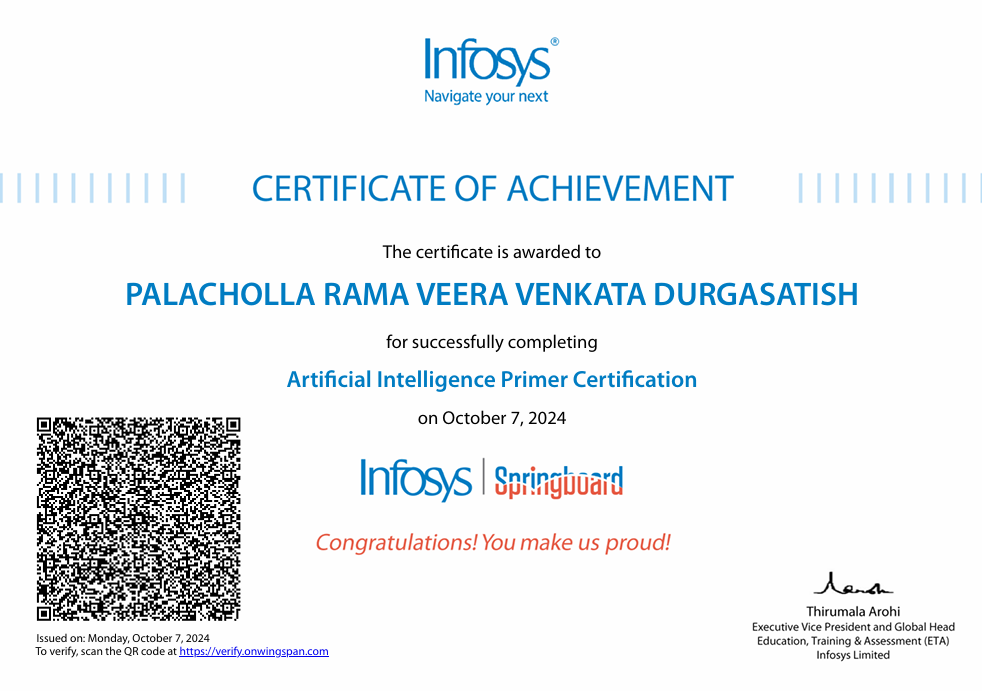 Infosys®
Navigate your next
CERTIFICATE OF ACHIEVEMENT
The certificate is awarded to
PALACHOLLA RAMA VEERA VENKATA DURGASATISH
for successfully completing
Artificial Intelligence Primer Certification
on October 7, 2024
Infosys | Springboard
Congratulations! You make us proud!
Thirumala Arohi
Executive Vice President and Global Head
Education, Training & Assessment (ETA)
Infosys Limited
Issued on: Monday, October 7, 2024
To verify, scan the QR code at https://verify.onwingspan.com